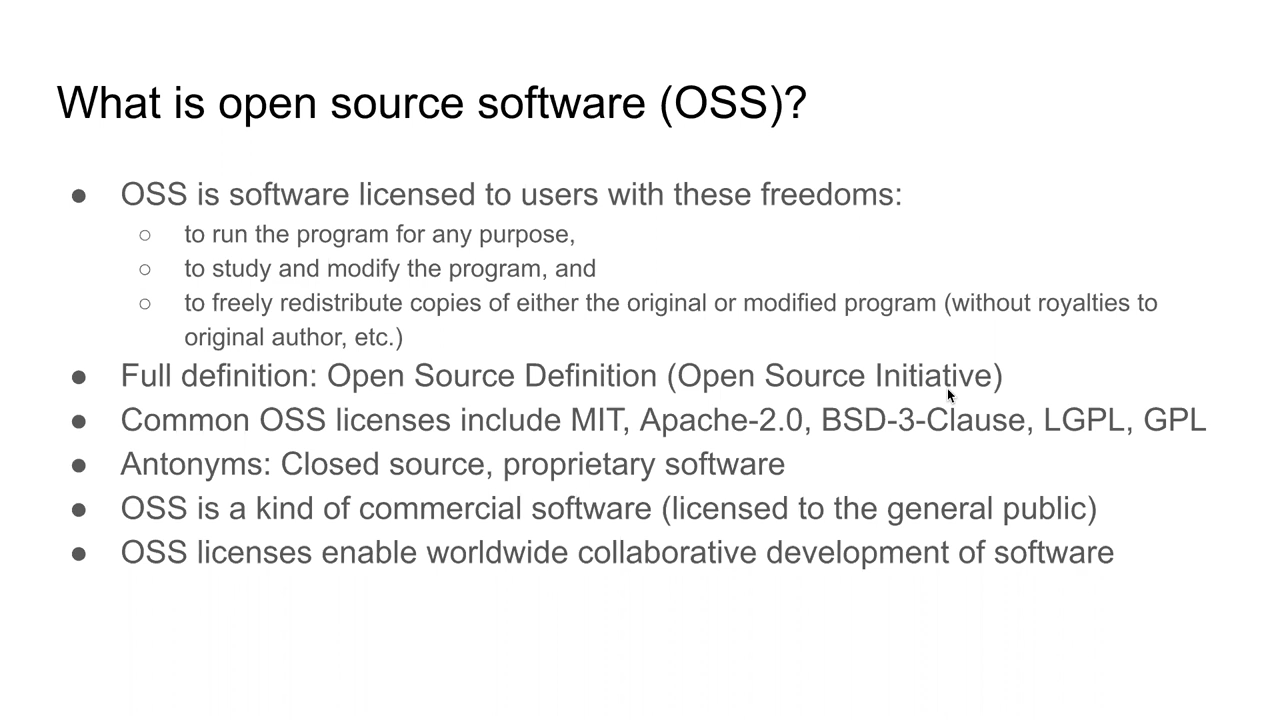 What is open source software (OSS)?
● OSS is software licensed to users with these freedoms:
○ to run the program for any purpose,
○ to study and modify the program, and
○ to freely redistribute copies of either the original or modified program (without royalties to
original author, etc.)
● Full definition: Open Source Definition (Open Source Initiative)
● Common OSS licenses include MIT, Apache-2.0, BSD-3-Clause, LGPL, GPL
● Antonyms: Closed source, proprietary software
● OSS is a kind of commercial software (licensed to the general public)
● OSS licenses enable worldwide collaborative development of software